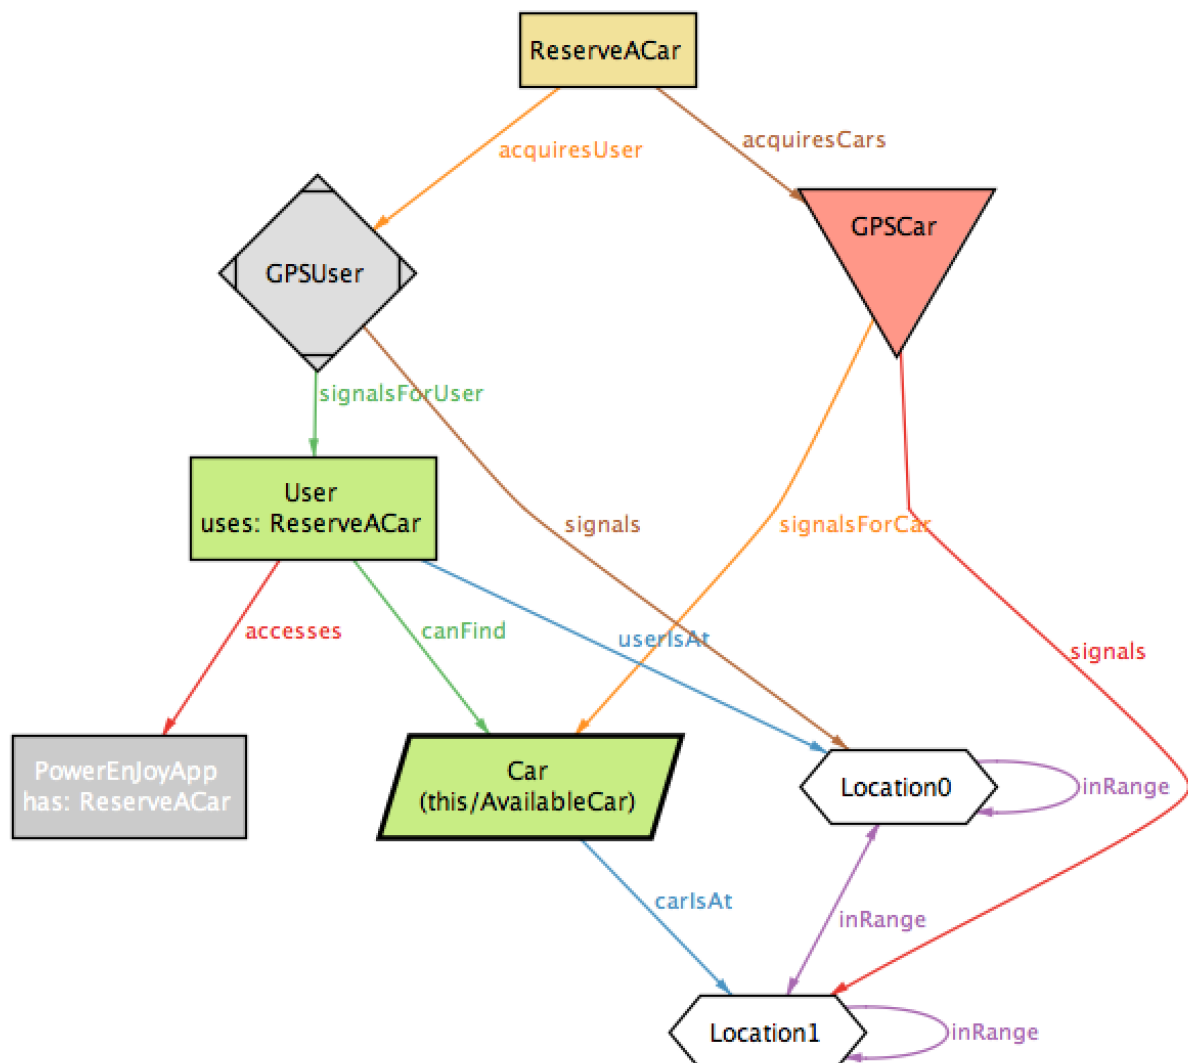 ReserveACar
acquiresUser
acquiresCars
GPSUser
GPSCar
signalsForUser
User
uses: ReserveACar
signals
signalsForCar
accesses
canFind
userIsAt
signals
PowerEnJoyApp
has: ReserveACar
Car
(this/AvailableCar)
Location0
inRange
carIsAt
inRange
Location1
inRange